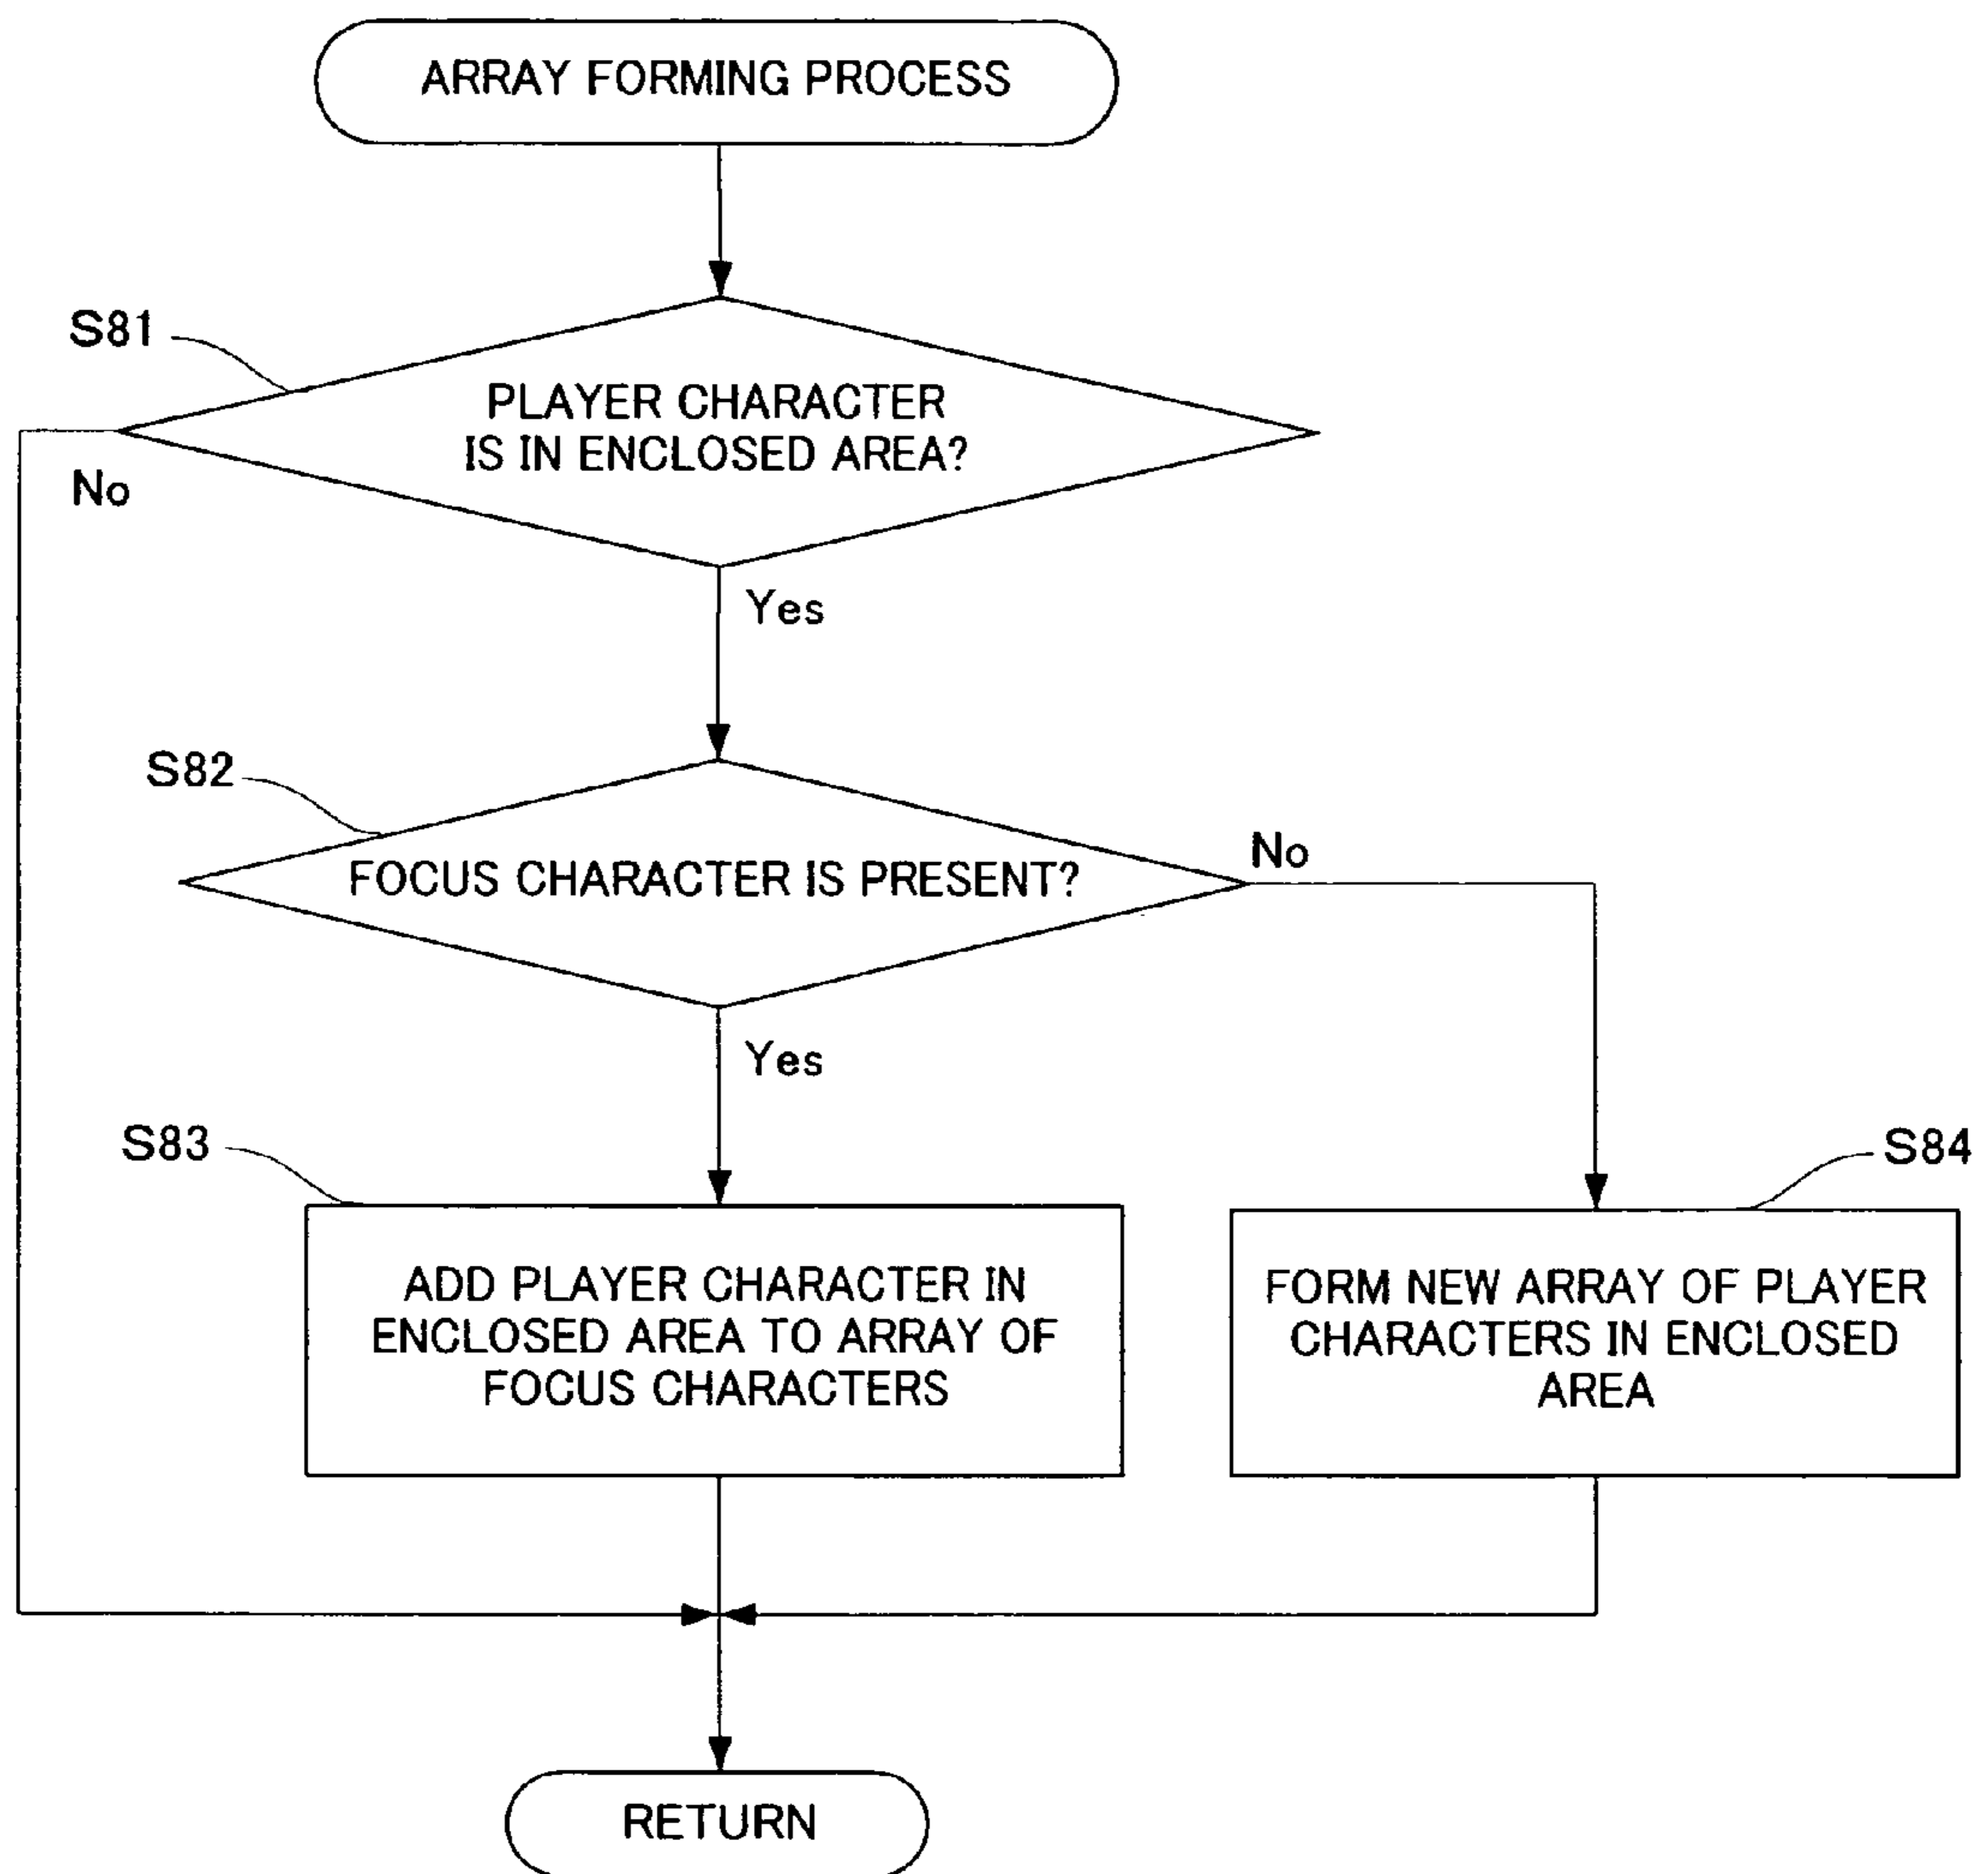 ARRAY FORMING PROCESS
S81
PLAYER CHARACTER
IS IN ENCLOSED AREA?
No
Yes
S82
FOCUS CHARACTER IS PRESENT?
No
Yes
S83
ADD PLAYER CHARACTER IN
ENCLOSED AREA TO ARRAY OF
FOCUS CHARACTERS
S84
FORM NEW ARRAY OF PLAYER
CHARACTERS IN ENCLOSED
AREA
RETURN